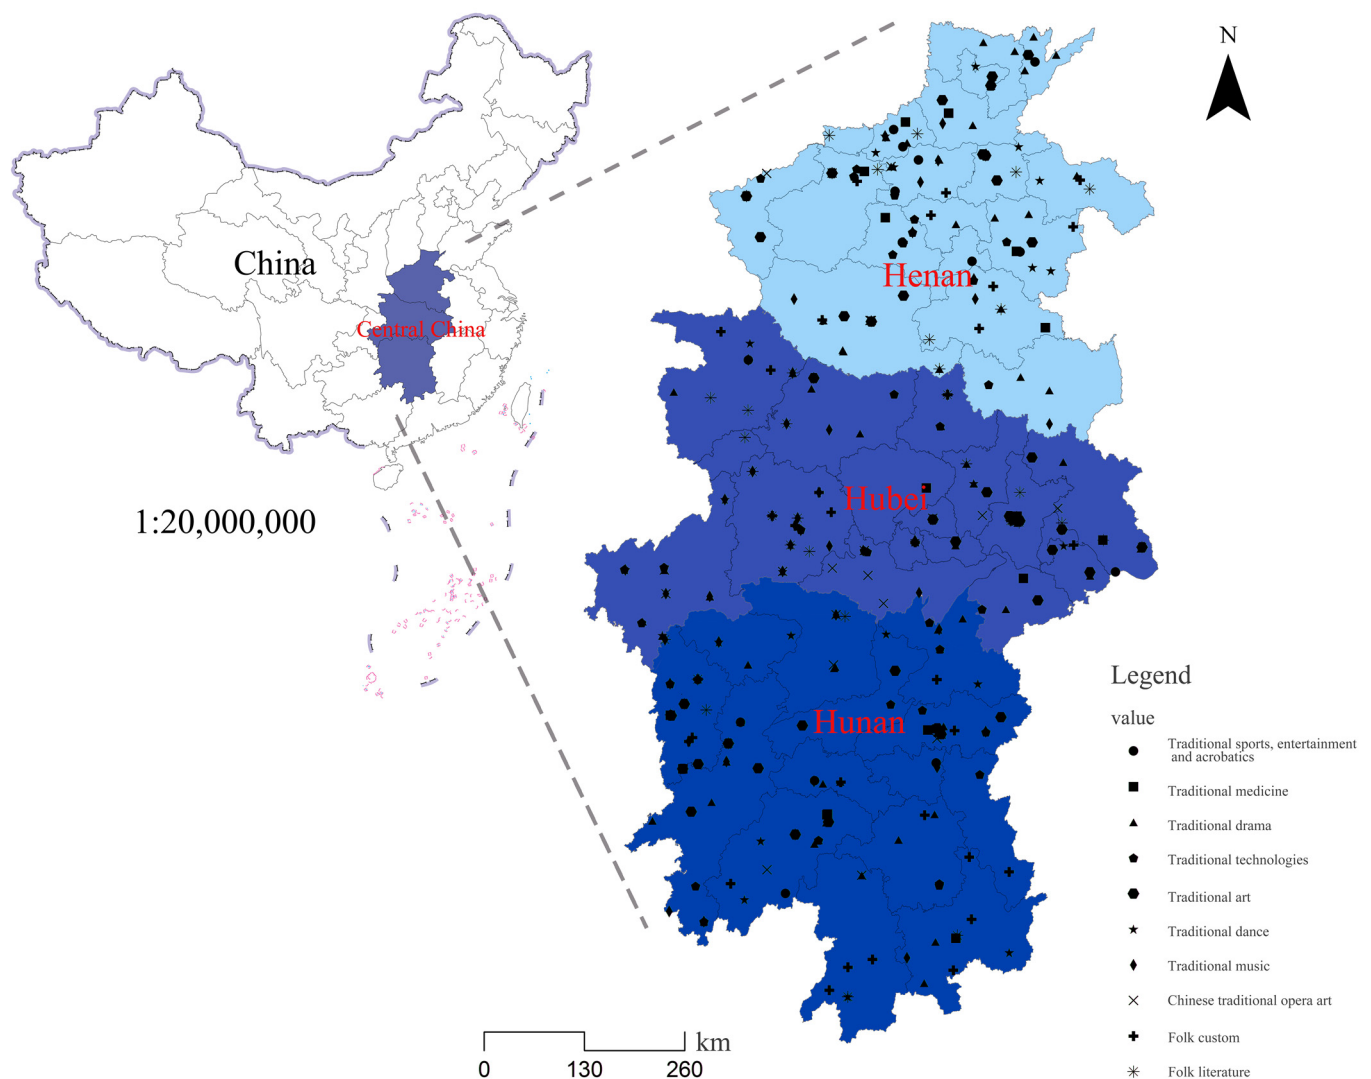 N
China
Central China
1:20,000,000
Henan
Hubei
Hunan
Legend
value
Traditional sports, entertainment
and acrobatics
Traditional medicine
Traditional drama
Traditional technologies
Traditional art
Traditional dance
Traditional music
Chinese traditional opera art
Folk custom
Folk literature
km
0 130 260